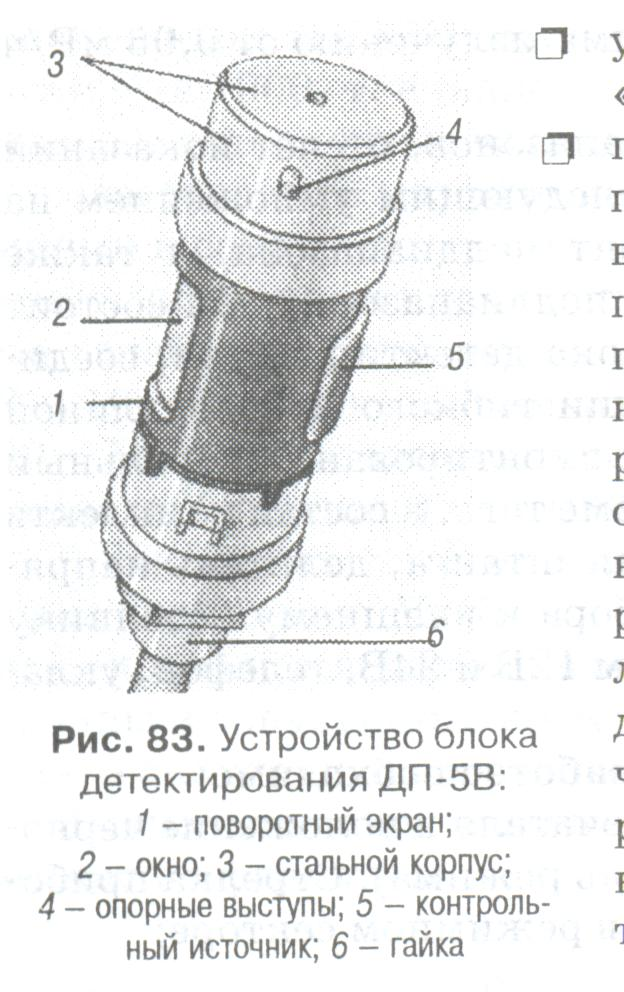 3
4
2
5
1
6
Рис. 83. Устройство блока
детектирования ДП-5В:
1 – поворотный экран;
2 – окно; 3 – стальной корпус;
4 – опорные выступы; 5 – контроль-
ный источник; 6 – гайка